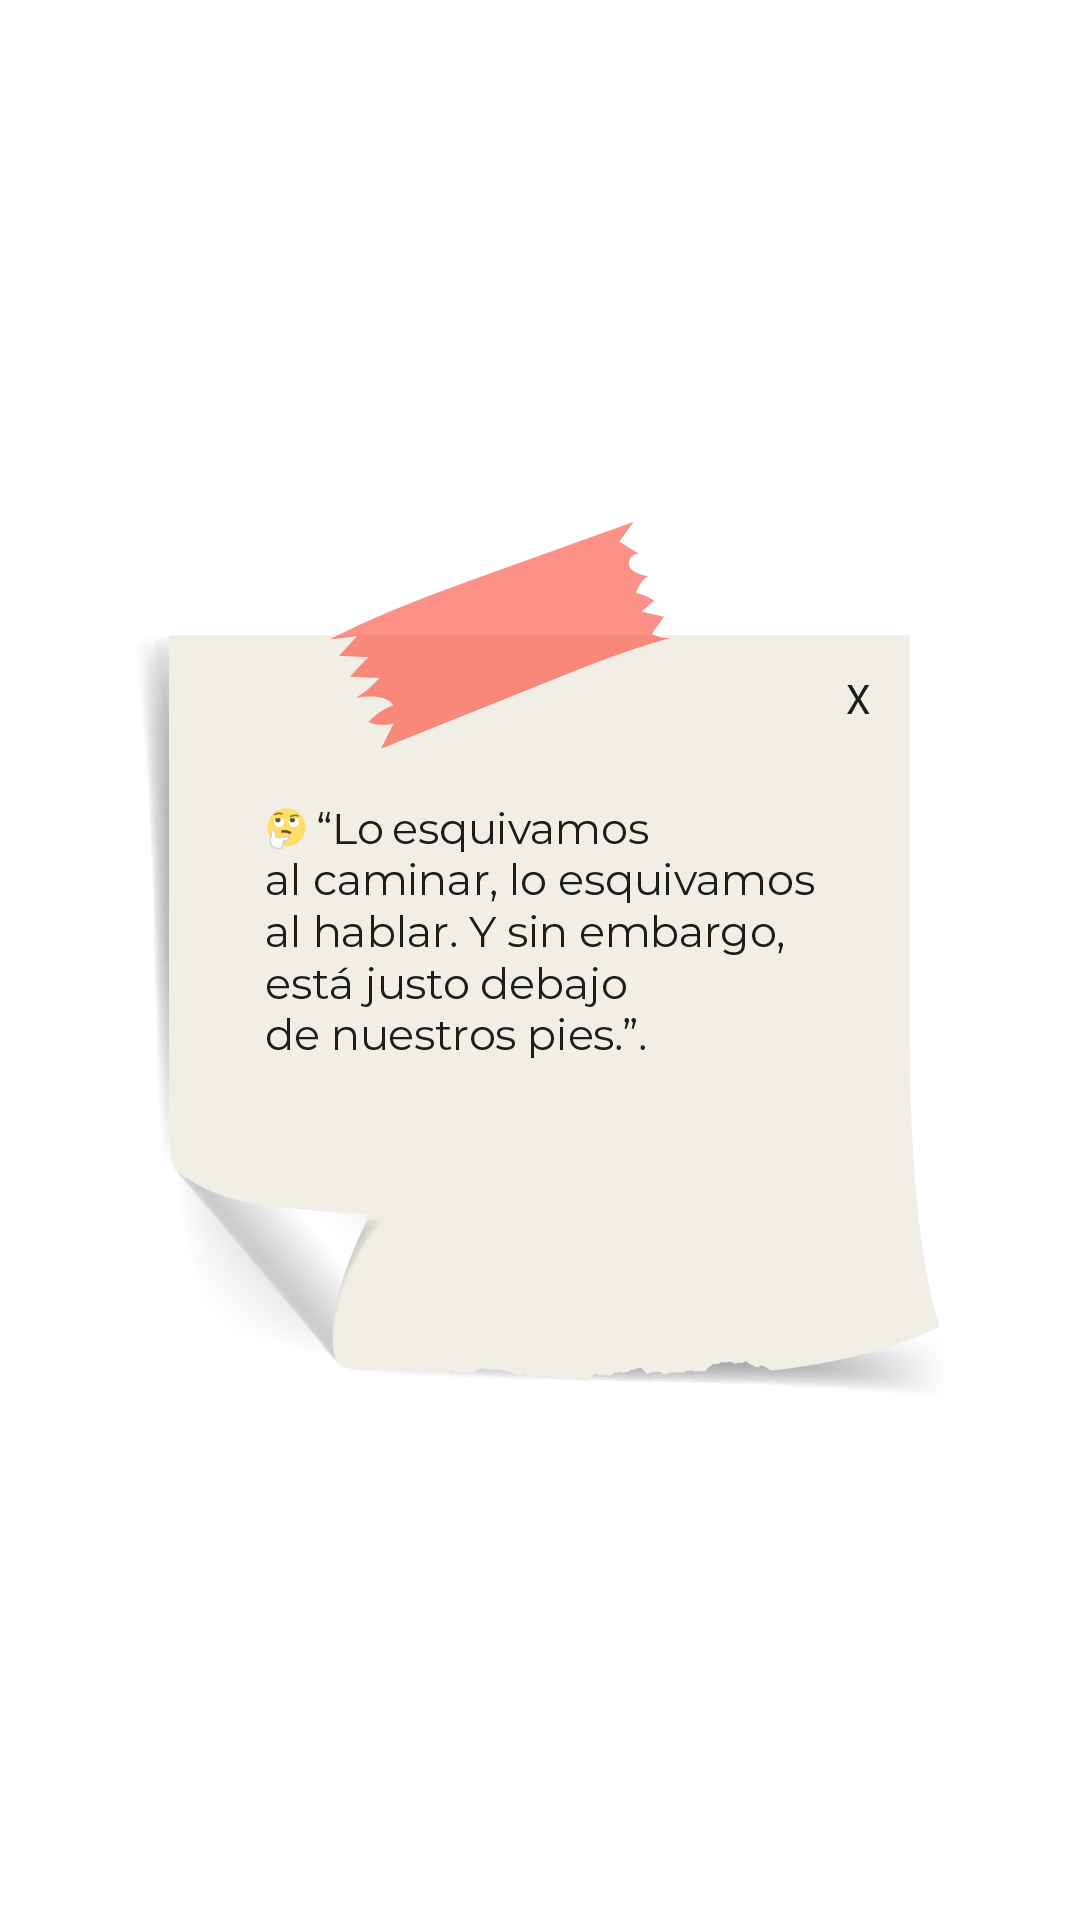 X
🤔 “Lo esquivamos
al caminar, lo esquivamos
al hablar. Y sin embargo,
está justo debajo
de nuestros pies.”.